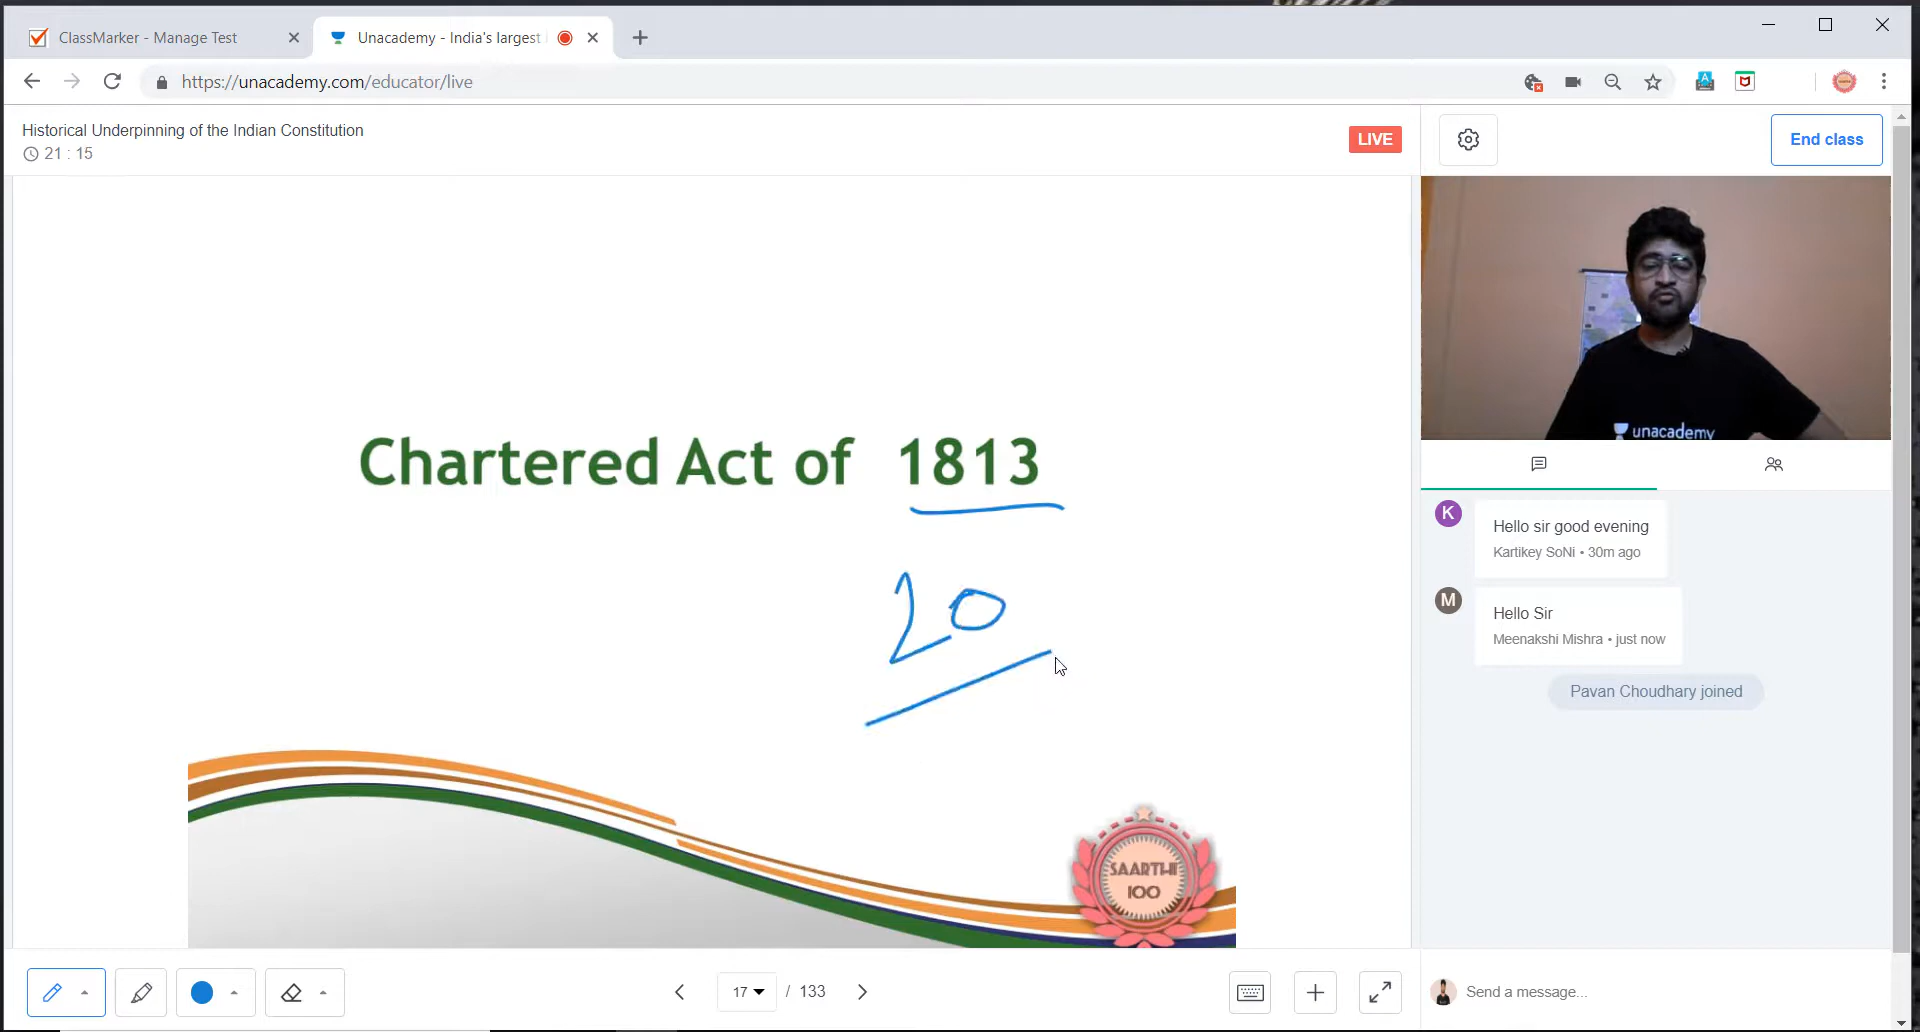 ClassMarker - Manage Test
Unacademy - India's largest
https://unacademy.com/educator/live
Historical Underpinning of the Indian Constitution
21 : 15
LIVE
End class
unacademy
Chartered Act of 1813
20
SAARTHI
100
K
Hello sir good evening
Kartikey SoNi • 30m ago
M
Hello Sir
Meenakshi Mishra • just now
Pavan Choudhary joined
17 / 133
Send a message...